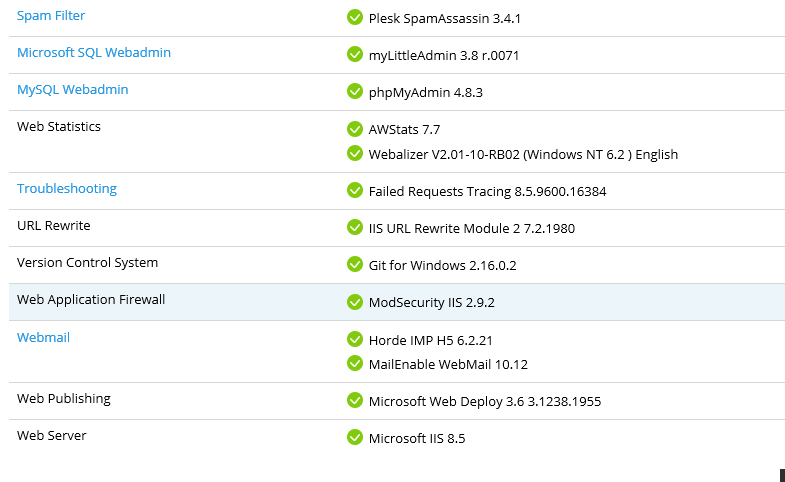 Spam Filter
Plesk SpamAssassin 3.4.1
Microsoft SQL Webadmin
myLittleAdmin 3.8 r.0071
MySQL Webadmin
phpMyAdmin 4.8.3
Web Statistics
AWStats 7.7
Webalizer V2.01-10-RB02 (Windows NT 6.2 ) English
Troubleshooting
Failed Requests Tracing 8.5.9600.16384
URL Rewrite
IIS URL Rewrite Module 2 7.2.1980
Version Control System
Git for Windows 2.16.0.2
Web Application Firewall
ModSecurity IIS 2.9.2
Webmail
Horde IMP H5 6.2.21
MailEnable WebMail 10.12
Web Publishing
Microsoft Web Deploy 3.6 3.1238.1955
Web Server
Microsoft IIS 8.5